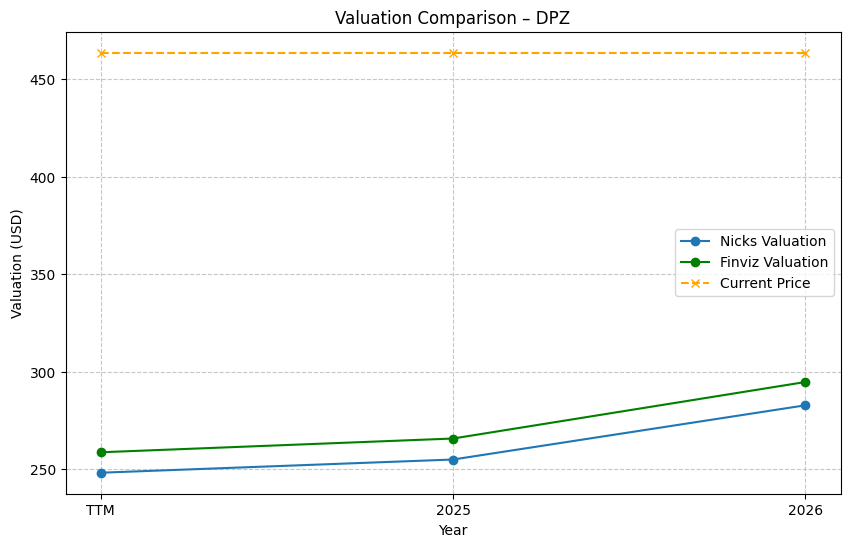 Valuation Comparison – DPZ
Valuation (USD)
450
400
350
300
250
Nicks Valuation
Finviz Valuation
Current Price
TTM
2025
2026
Year